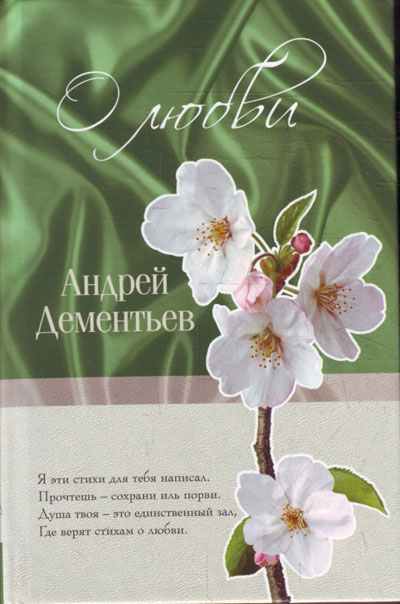 О любви
Андрей
Дементьев
Я эти стихи для тебя написал.
Прочтешь – сохрани иль порви.
Душа твоя – это единственный зал,
Где верят стихам о любви.